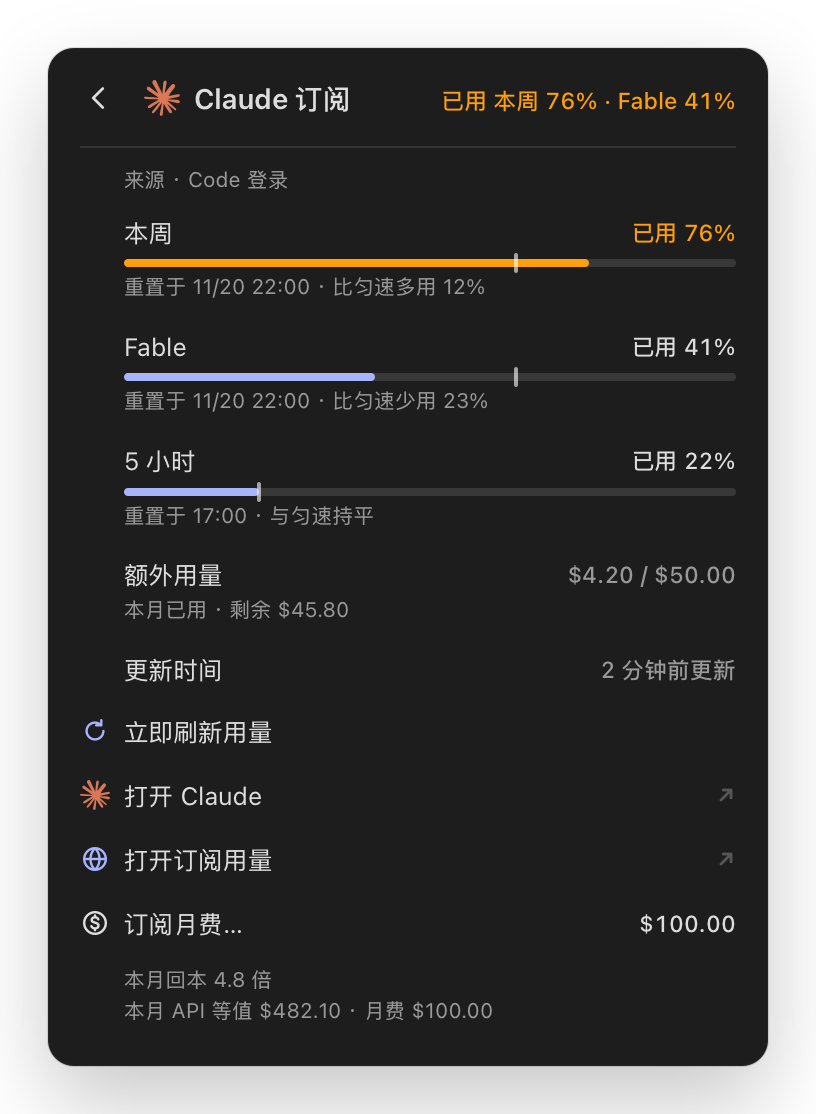 Claude 订阅
已用 本周 76% · Fable 41%
来源 · Code 登录
本周
已用 76%
重置于 11/20 22:00 · 比匀速多用 12%
Fable
已用 41%
重置于 11/20 22:00 · 比匀速少用 23%
5 小时
已用 22%
重置于 17:00 · 与匀速持平
额外用量
$4.20 / $50.00
本月已用 · 剩余 $45.80
更新时间
2 分钟前更新
立即刷新用量
打开 Claude
打开订阅用量
订阅月费…
$100.00
本月回本 4.8 倍
本月 API 等值 $482.10 · 月费 $100.00